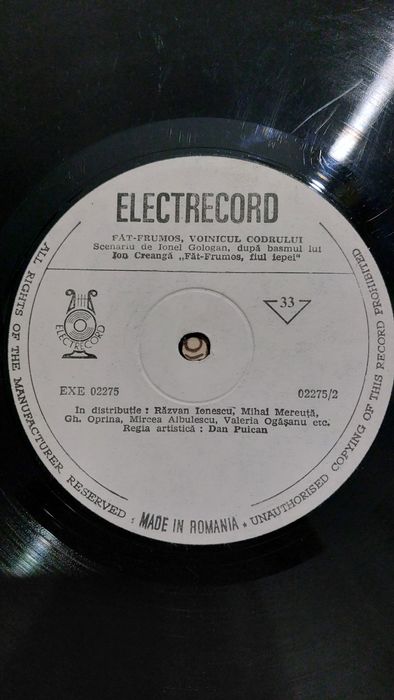 ELECTRECORD
FĂT-FRUMOS, VOINICUL CODRULUI
Scenariu de Ionel Gologan, după basmul lui
Ion Creangă „Făt-Frumos, fiul iepei“
ELECTRECORD
33
EXE 02275
02275/2
In distribuție : Răzvan Ionescu, Mihai Mereuță,
Gh. Oprina, Mircea Albulescu, Valeria Ogășanu etc.
Regia artistică : Dan Puican
ALL RIGHTS OF THE MANUFACTURER RESERVED * MADE IN ROMANIA * UNAUTHORISED COPYING OF THIS RECORD PROHIBITED